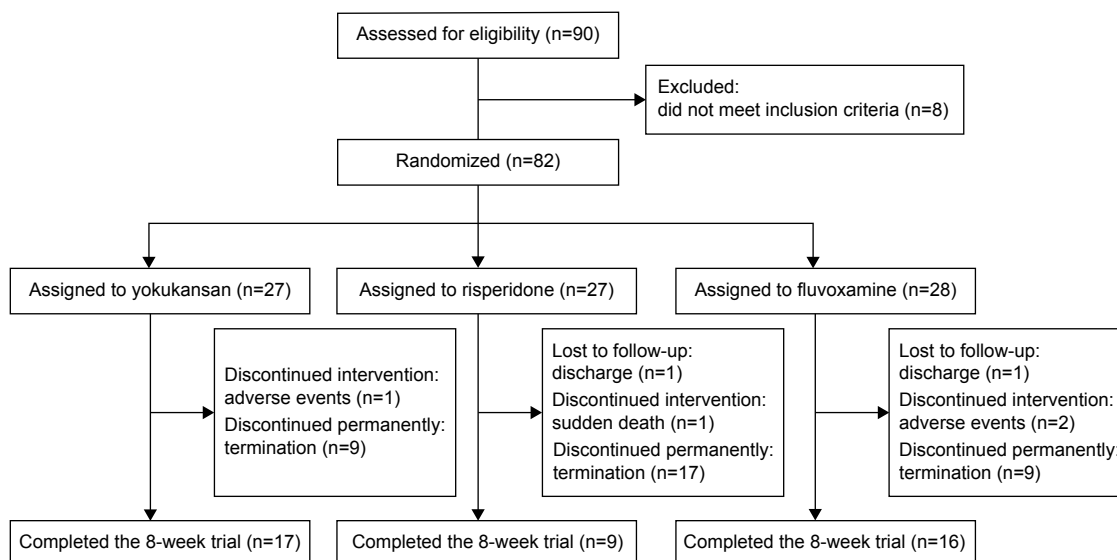 Assessed for eligibility (n=90)
Excluded:
did not meet inclusion criteria (n=8)
Randomized (n=82)
Assigned to yokukansan (n=27)
Assigned to risperidone (n=27)
Assigned to fluvoxamine (n=28)
Discontinued intervention:
adverse events (n=1)
Discontinued permanently:
termination (n=9)
Lost to follow-up:
discharge (n=1)
Discontinued intervention:
sudden death (n=1)
Discontinued permanently:
termination (n=17)
Lost to follow-up:
discharge (n=1)
Discontinued intervention:
adverse events (n=2)
Discontinued permanently:
termination (n=9)
Completed the 8-week trial (n=17)
Completed the 8-week trial (n=9)
Completed the 8-week trial (n=16)